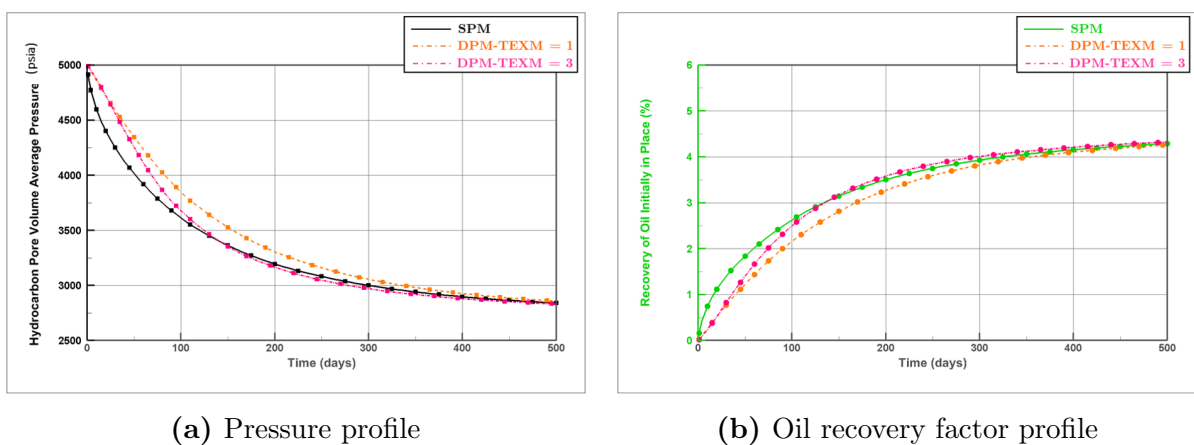 SPM
DPM-TEXM = 1
DPM-TEXM = 3
Hydrocarbon Pore Volume Average Pressure (psia)
5000
4500
4000
3500
3000
2500
0
100
200
300
400
500
Time (days)
(a) Pressure profile
SPM
DPM-TEXM = 1
DPM-TEXM = 3
Recovery of Oil Initially in Place (%)
6
5
4
3
2
1
0
0
100
200
300
400
500
Time (days)
(b) Oil recovery factor profile